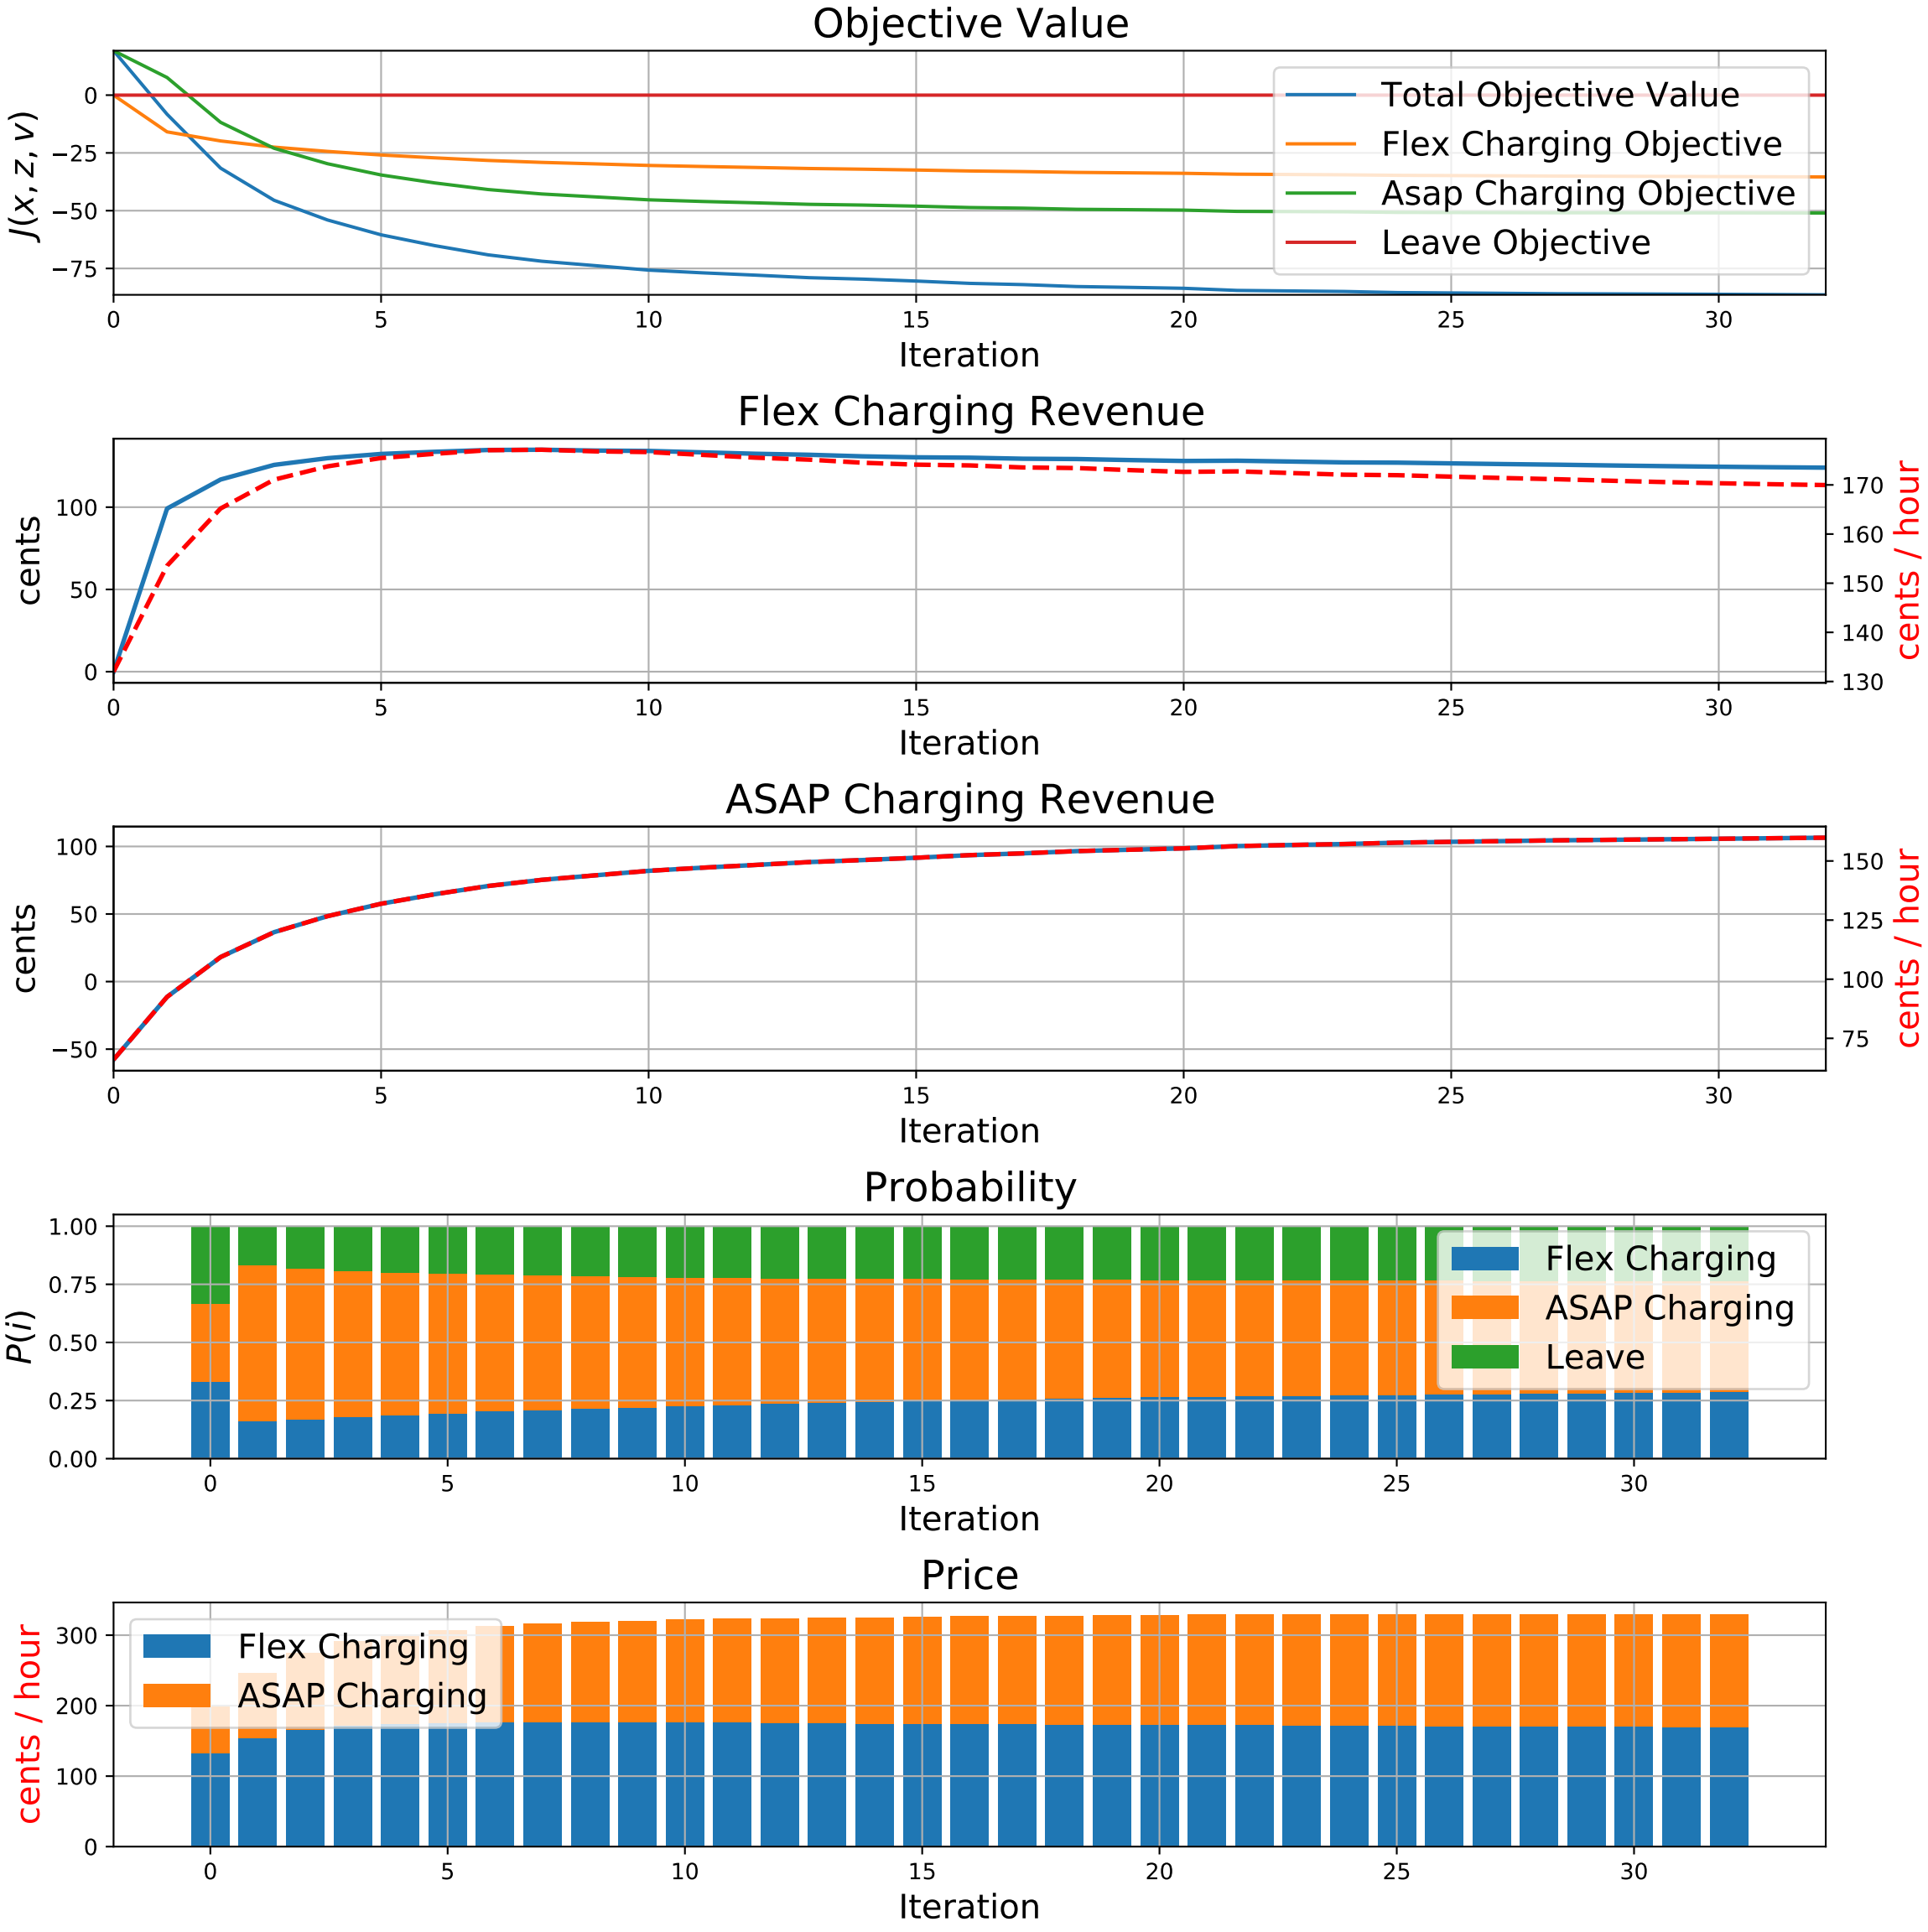 Objective Value
0
−25
−50
−75
J(x, z, v)
Total Objective Value
Flex Charging Objective
Asap Charging Objective
Leave Objective
0 5 10 15 20 25 30
Iteration
Flex Charging Revenue
100
50
0
cents
170
160
150
140
130
cents / hour
0 5 10 15 20 25 30
Iteration
ASAP Charging Revenue
100
50
0
−50
cents
150
125
100
75
cents / hour
0 5 10 15 20 25 30
Iteration
Probability
1.00
0.75
0.50
0.25
0.00
P(i)
Flex Charging
ASAP Charging
Leave
0 5 10 15 20 25 30
Iteration
Price
300
200
100
0
cents / hour
Flex Charging
ASAP Charging
0 5 10 15 20 25 30
Iteration